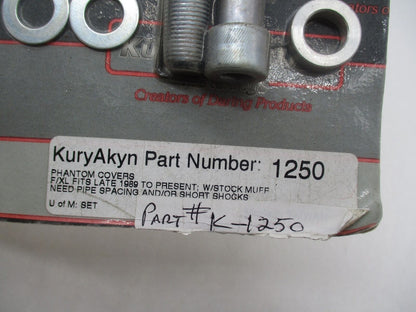 Creators of Daring Products
KuryAkyn Part Number: 1250
PHANTOM COVERS
F/XL FITS LATE 1989 TO PRESENT; W/STOCK MUFF
NEED PIPE SPACING AND/OR SHORT SHOCKS
U of M: SET
PART# K-1250